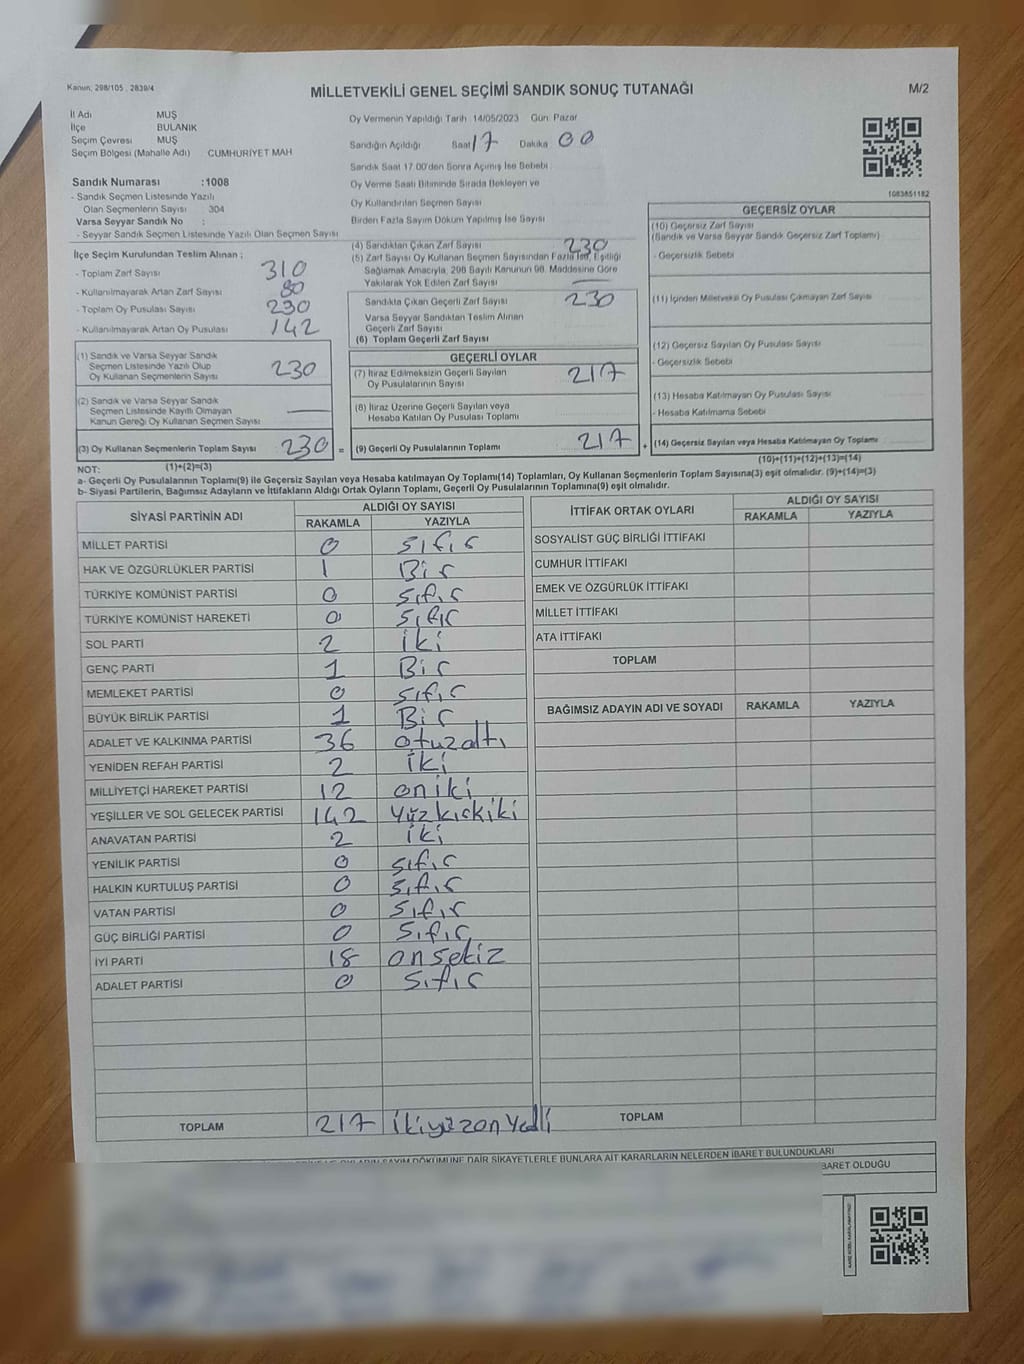 Kanun: 298/105 , 2839/4
MİLLETVEKİLİ GENEL SEÇİMİ SANDIK SONUÇ TUTANAĞI
M/2
İl Adı MUŞ
İlçe BULANIK
Seçim Çevresi MUŞ
Seçim Bölgesi (Mahalle Adı) CUMHURİYET MAH
Sandık Numarası :1008
- Sandık Seçmen Listesinde Yazılı
Olan Seçmenlerin Sayısı 304
Varsa Seyyar Sandık No :
- Seyyar Sandık Seçmen Listesinde Yazılı Olan Seçmen Sayısı
Oy Vermenin Yapıldığı Tarih 14/05/2023 Gün: Pazar
Sandığın Açıldığı Saat 17 Dakika 00
Sandık Saat 17.00'den Sonra Açımış İse Sebebi
Oy Verme Saati Bitiminde Sırada Bekleyen ve
Oy Kullandırılan Seçmen Sayısı
Birden Fazla Sayım Döküm Yapılmış İse Sayısı
1083851182
İlçe Seçim Kurulundan Teslim Alınan ;
- Toplam Zarf Sayısı 310
- Kullanılmayarak Artan Zarf Sayısı 80
- Toplam Oy Pusulası Sayısı 230
- Kullanılmayarak Artan Oy Pusulası 142
(1) Sandık ve Varsa Seyyar Sandık
Seçmen Listesinde Yazılı Olup
Oy Kullanan Seçmenlerin Sayısı 230
(2) Sandık ve Varsa Seyyar Sandık
Seçmen Listesinde Kayıtlı Olmayan
Kanun Gereği Oy Kullanan Seçmen Sayısı —
(3) Oy Kullanan Seçmenlerin Toplam Sayısı 230 =
(1)+(2)=(3)
(4) Sandıktan Çıkan Zarf Sayısı 230
(5) Zarf Sayısı Oy Kullanan Seçmen Sayısından Fazla İse, Eşitliği
Sağlamak Amacıyla, 298 Sayılı Kanunun 98. Maddesine Göre
Yakılarak Yok Edilen Zarf Sayısı —
Sandıkta Çıkan Geçerli Zarf Sayısı 230
Varsa Seyyar Sandıktan Teslim Alınan
Geçerli Zarf Sayısı
(6) Toplam Geçerli Zarf Sayısı
GEÇERLİ OYLAR
(7) İtiraz Edilmeksizin Geçerli Sayılan
Oy Pusulalarının Sayısı 217
(8) İtiraz Üzerine Geçerli Sayılan veya
Hesaba Katılan Oy Pusulası Toplamı
(9) Geçerli Oy Pusulalarının Toplamı 217 +
GEÇERSİZ OYLAR
(10) Geçersiz Zarf Sayısı
(Sandık ve Varsa Seyyar Sandık Geçersiz Zarf Toplamı)
- Geçersizlik Sebebi
(11) İçinden Milletvekili Oy Pusulası Çıkmayan Zarf Sayısı
(12) Geçersiz Sayılan Oy Pusulası Sayısı
- Geçersizlik Sebebi
(13) Hesaba Katılmayan Oy Pusulası Sayısı
- Hesaba Katılmama Sebebi
(14) Geçersiz Sayılan veya Hesaba Katılmayan Oy Toplamı
(10)+(11)+(12)+(13)=(14)
NOT:
a- Geçerli Oy Pusulalarının Toplamı(9) ile Geçersiz Sayılan veya Hesaba katılmayan Oy Toplamı(14) Toplamları, Oy Kullanan Seçmenlerin Toplam Sayısına(3) eşit olmalıdır. (9)+(14)=(3)
b- Siyasi Partilerin, Bağımsız Adayların ve İttifakların Aldığı Ortak Oyların Toplamı, Geçerli Oy Pusulalarının Toplamına(9) eşit olmalıdır.
SİYASİ PARTİNİN ADI ALDIĞI OY SAYISI
RAKAMLA YAZIYLA
MİLLET PARTİSİ 0 sıfır
HAK VE ÖZGÜRLÜKLER PARTİSİ 1 Bir
TÜRKİYE KOMÜNİST PARTİSİ 0 sıfır
TÜRKİYE KOMÜNİST HAREKETİ 0 sıfır
SOL PARTİ 2 iki
GENÇ PARTİ 1 Bir
MEMLEKET PARTİSİ 0 sıfır
BÜYÜK BİRLİK PARTİSİ 1 Bir
ADALET VE KALKINMA PARTİSİ 36 otuzaltı
YENİDEN REFAH PARTİSİ 2 iki
MİLLİYETÇİ HAREKET PARTİSİ 12 oniki
YEŞİLLER VE SOL GELECEK PARTİSİ 142 yüzkırkiki
ANAVATAN PARTİSİ 2 iki
YENİLİK PARTİSİ 0 sıfır
HALKIN KURTULUŞ PARTİSİ 0 sıfır
VATAN PARTİSİ 0 sıfır
GÜÇ BİRLİĞİ PARTİSİ 0 sıfır
İYİ PARTİ 18 onsekiz
ADALET PARTİSİ 0 sıfır
TOPLAM 217 ikiyüzonyedi
İTTİFAK ORTAK OYLARI ALDIĞI OY SAYISI
RAKAMLA YAZIYLA
SOSYALİST GÜÇ BİRLİĞİ İTTİFAKI
CUMHUR İTTİFAKI
EMEK VE ÖZGÜRLÜK İTTİFAKI
MİLLET İTTİFAKI
ATA İTTİFAKI
TOPLAM
BAĞIMSIZ ADAYIN ADI VE SOYADI RAKAMLA YAZIYLA
TOPLAM
SAYIM DÖKÜMÜNE DAİR ŞİKAYETLERLE BUNLARA AİT KARARLARIN NELERDEN İBARET BULUNDUKLARI
BARET OLDUĞU